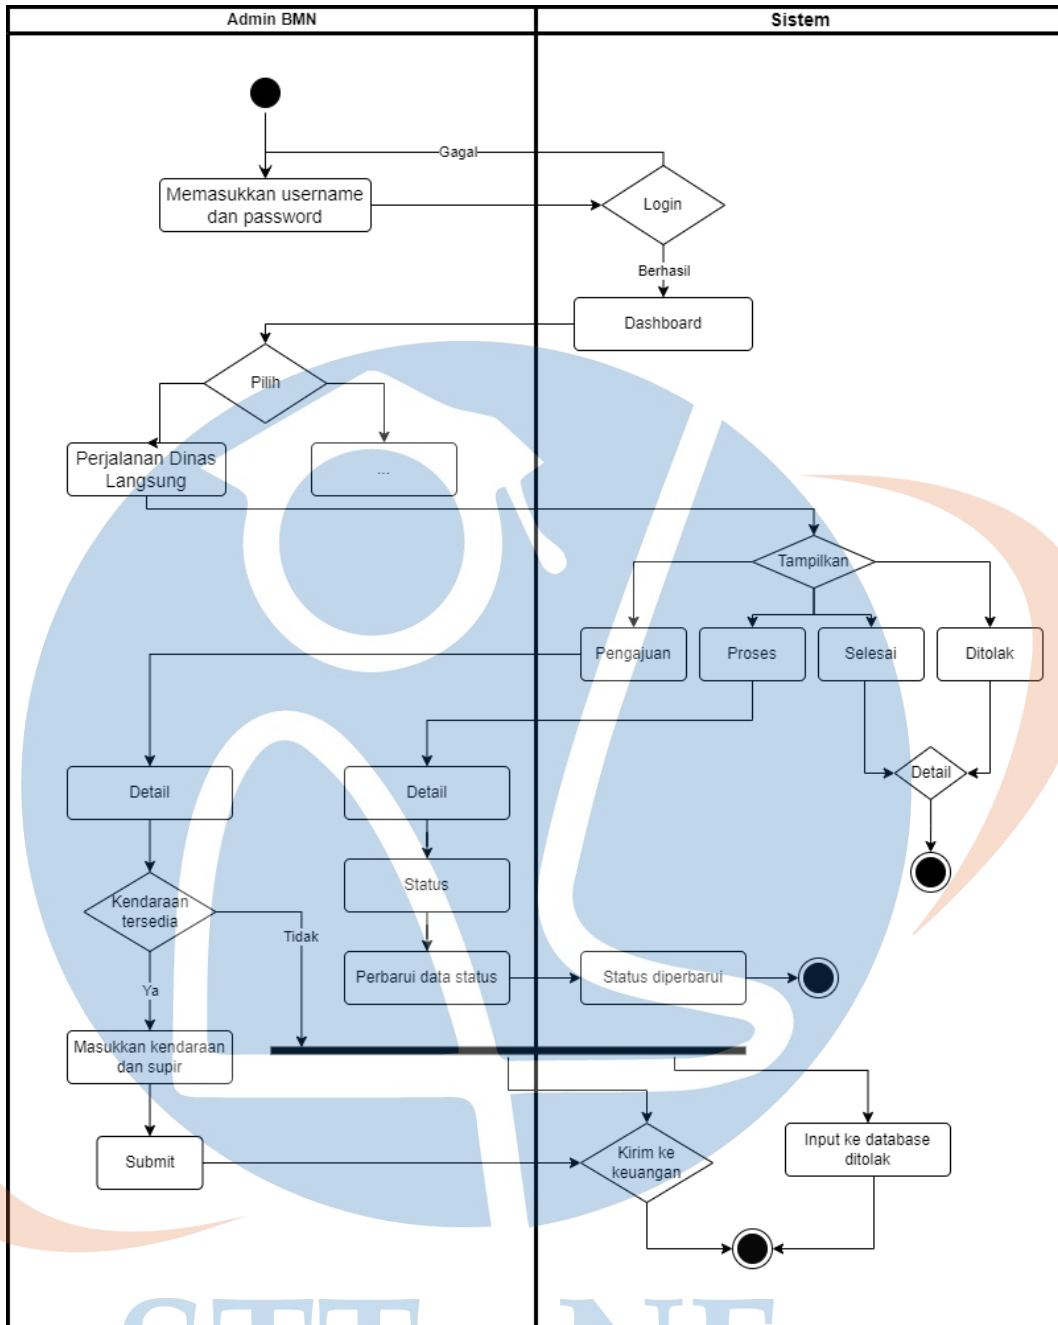 Admin BMN
Sistem
Gagal
Memasukkan username
dan password
Login
Berhasil
Dashboard
Pilih
Perjalanan Dinas
Langsung
...
Tampilkan
Pengajuan
Proses
Selesai
Ditolak
Detail
Detail
Detail
Status
Kendaraan
tersedia
Tidak
Perbarui data status
Status diperbarui
Ya
Masukkan kendaraan
dan supir
Submit
Kirim ke
keuangan
Input ke database
ditolak
STT - NF